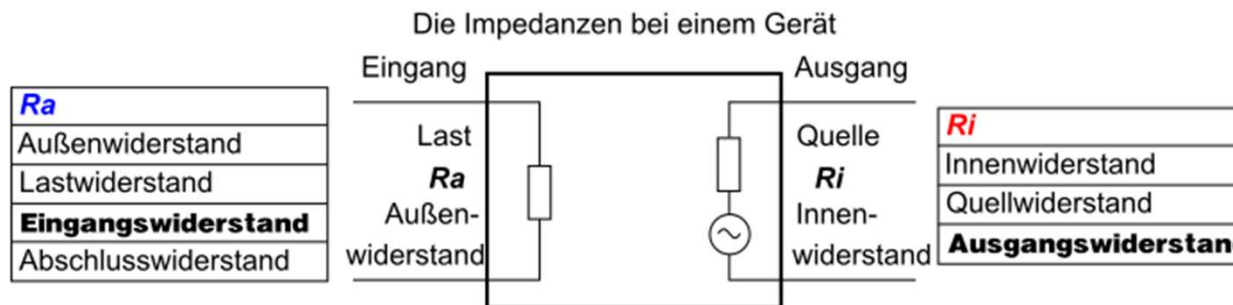 Die Impedanzen bei einem Gerät
Eingang
Ausgang
Ra
Außenwiderstand
Lastwiderstand
Eingangswiderstand
Abschlusswiderstand
Last
Ra
Außen-
widerstand
Quelle
Ri
Innen-
widerstand
Ri
Innenwiderstand
Quellwiderstand
Ausgangswiderstand